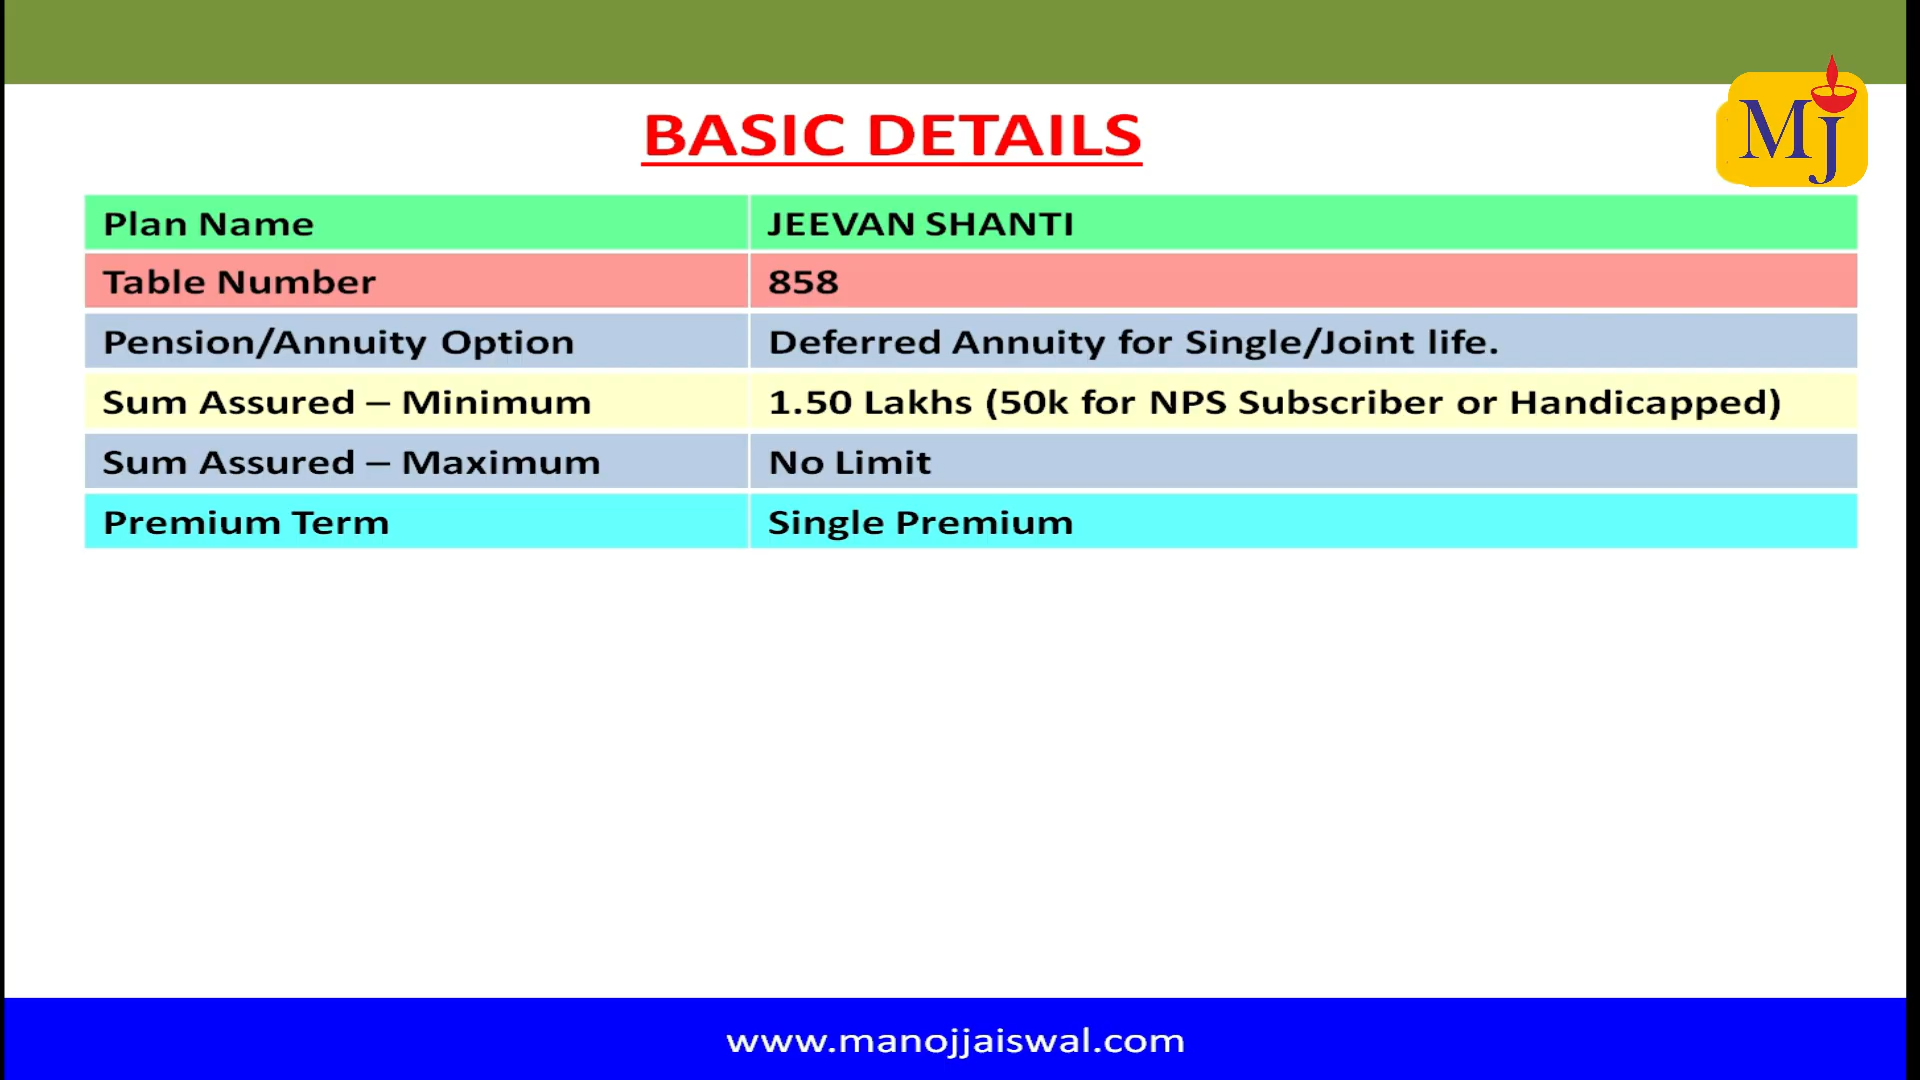 BASIC DETAILS
MJ
Plan Name JEEVAN SHANTI
Table Number 858
Pension/Annuity Option Deferred Annuity for Single/Joint life.
Sum Assured – Minimum 1.50 Lakhs (50k for NPS Subscriber or Handicapped)
Sum Assured – Maximum No Limit
Premium Term Single Premium
www.manojjaiswal.com